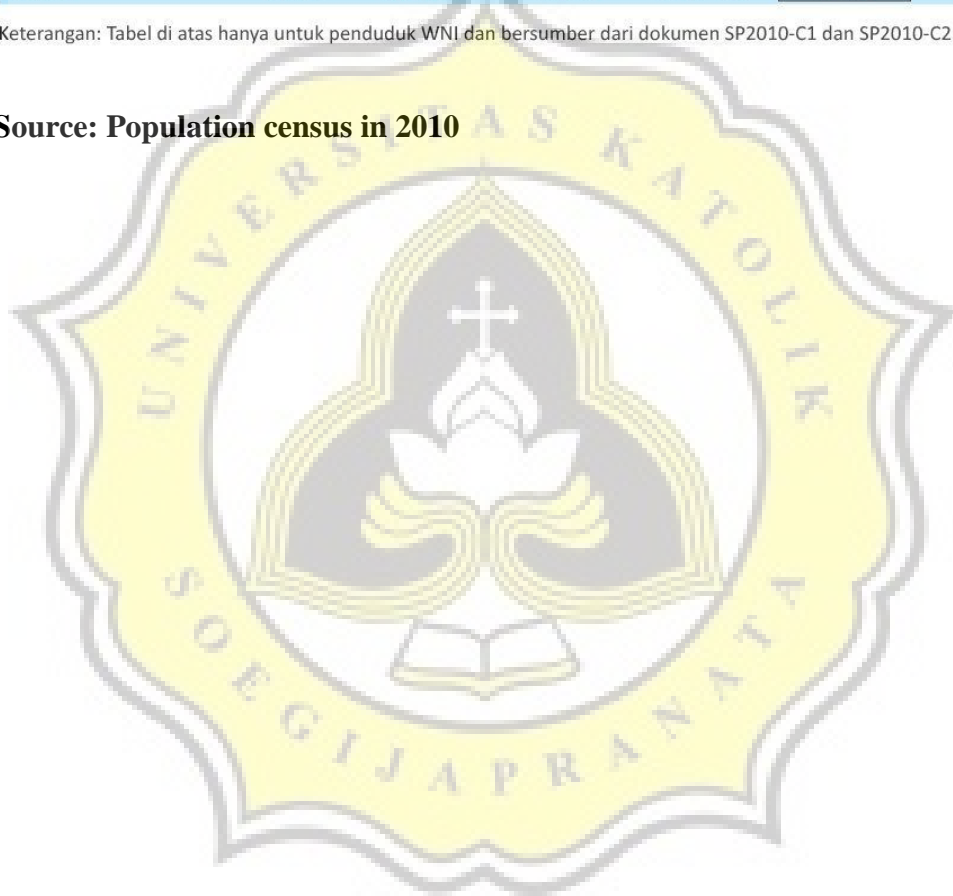 Keterangan: Tabel di atas hanya untuk penduduk WNI dan bersumber dari dokumen SP2010-C1 dan SP2010-C2
Source: Population census in 2010
UNIVERSITAS KATOLIK
SOEGIJAPRANATA